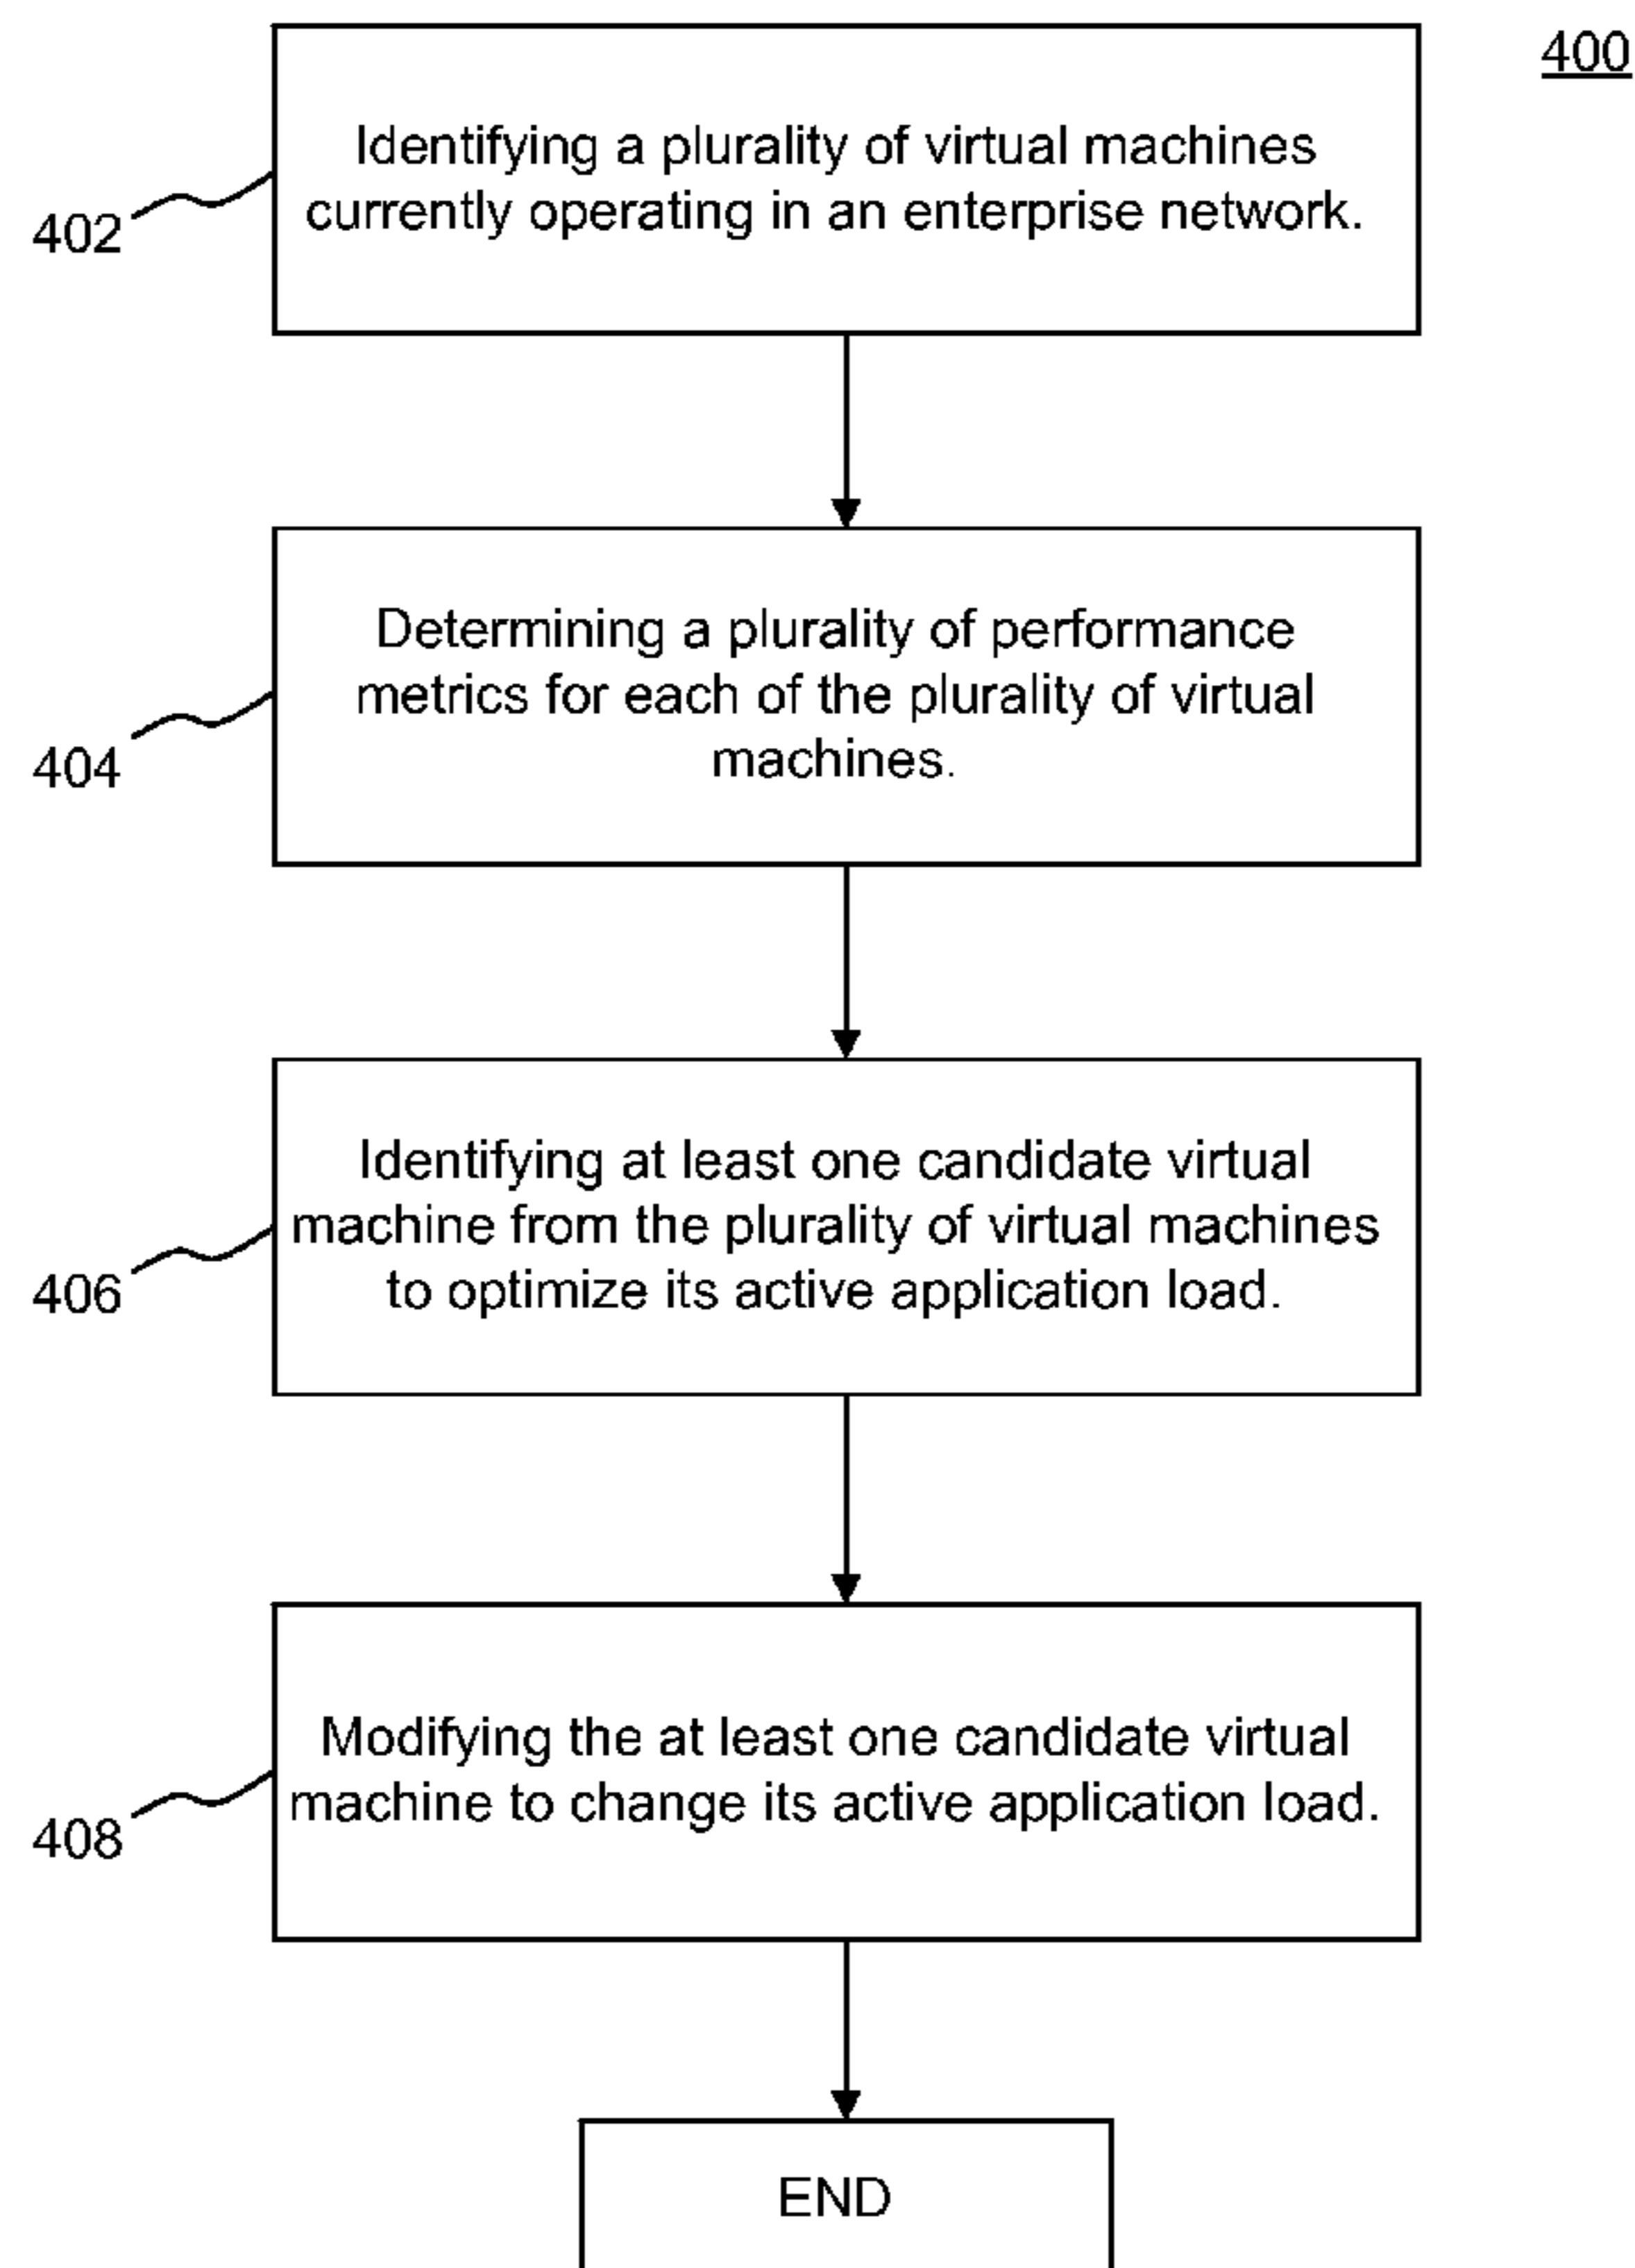 400
Identifying a plurality of virtual machines
currently operating in an enterprise network.
402
Determining a plurality of performance
metrics for each of the plurality of virtual
machines.
404
Identifying at least one candidate virtual
machine from the plurality of virtual machines
to optimize its active application load.
406
Modifying the at least one candidate virtual
machine to change its active application load.
408
END